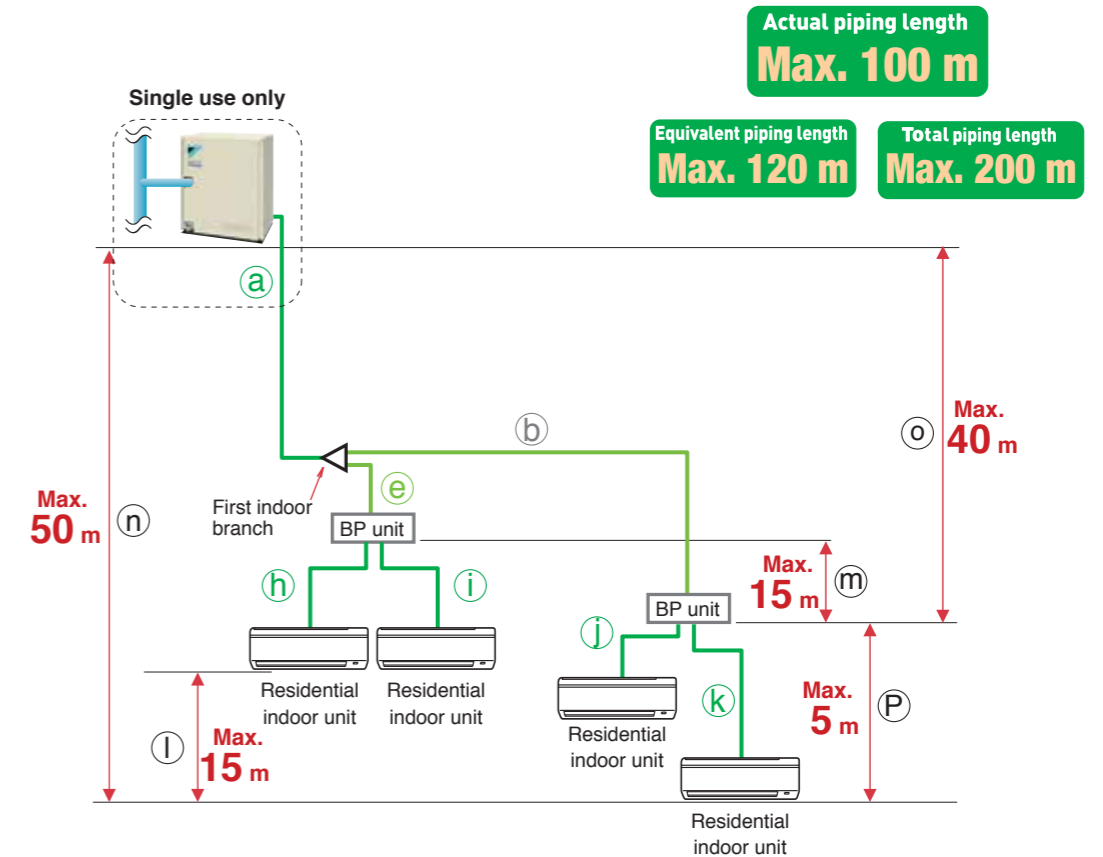 Actual piping length
Max. 100 m
Equivalent piping length
Max. 120 m
Total piping length
Max. 200 m
Single use only
ⓐ
ⓑ
ⓞ
Max.
40 m
ⓔ
First indoor
branch
BP unit
Max.
50 m
ⓝ
ⓗ
ⓘ
Max.
15 m
ⓜ
BP unit
ⓙ
ⓚ
Residential
indoor unit
Residential
indoor unit
Max.
5 m
Ⓟ
ⓛ
Max.
15 m
Residential
indoor unit
Residential
indoor unit